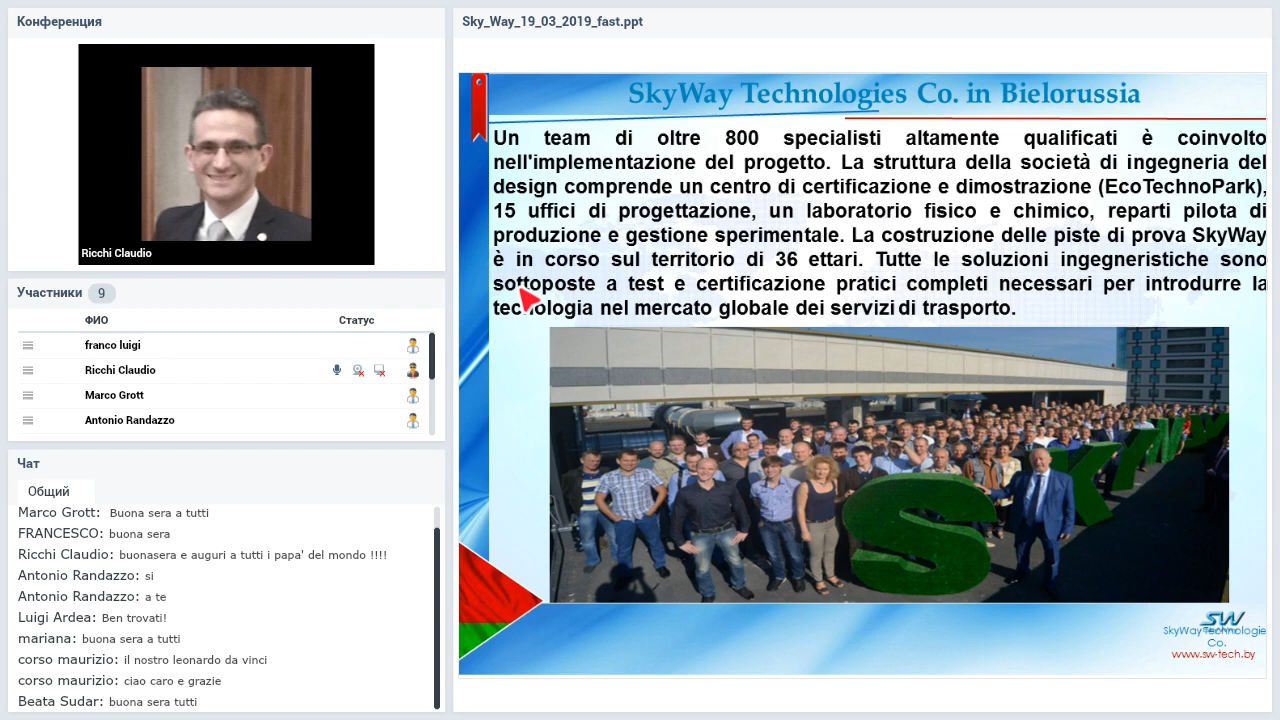 Конференция
Ricchi Claudio
Участники 9
ФИО Статус
franco luigi
Ricchi Claudio
Marco Grott
Antonio Randazzo
Чат
Общий
Marco Grott: Buona sera a tutti
FRANCESCO: buona sera
Ricchi Claudio: buonasera e auguri a tutti i papa' del mondo !!!!
Antonio Randazzo: si
Antonio Randazzo: a te
Luigi Ardea: Ben trovati!
mariana: buona sera a tutti
corso maurizio: il nostro leonardo da vinci
corso maurizio: ciao caro e grazie
Beata Sudar: buona sera tutti
Sky_Way_19_03_2019_fast.ppt
SkyWay Technologies Co. in Bielorussia
Un team di oltre 800 specialisti altamente qualificati è coinvolto
nell'implementazione del progetto. La struttura della società di ingegneria del
design comprende un centro di certificazione e dimostrazione (EcoTechnoPark),
15 uffici di progettazione, un laboratorio fisico e chimico, reparti pilota di
produzione e gestione sperimentale. La costruzione delle piste di prova SkyWay
è in corso sul territorio di 36 ettari. Tutte le soluzioni ingegneristiche sono
sottoposte a test e certificazione pratici completi necessari per introdurre la
tecnologia nel mercato globale dei servizi di trasporto.
SKYWAY
SW
SkyWay Technologie
Co.
www.sw-tech.by